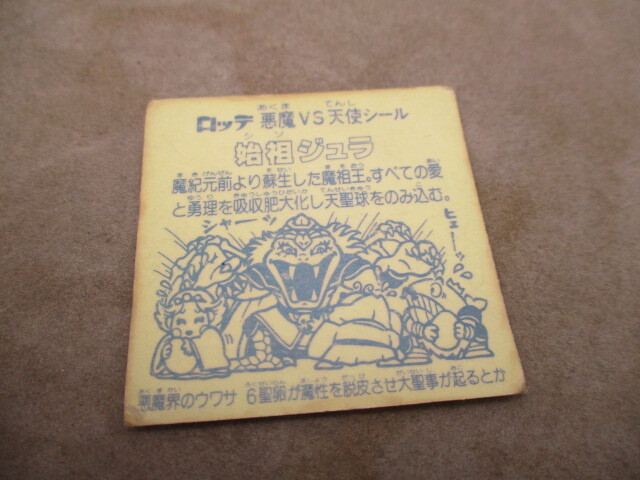 ロッテ 悪魔VS天使シール
始祖ジュラ
魔紀元前より蘇生した魔祖王。すべての愛
と勇理を吸収肥大化し天聖球をのみ込む。
シャーッ
ヒューッ
悪魔界のウワサ 6聖卵が魔性を脱皮させ大聖事が起るとか